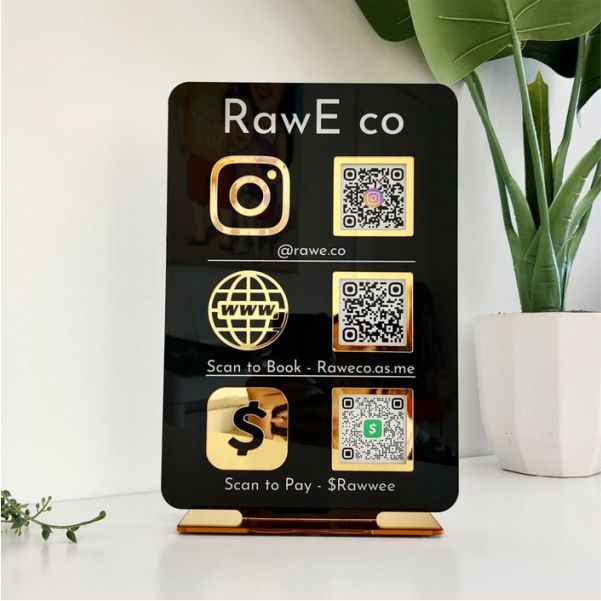 RawE co
@rawe.co
www.
Scan to Book - Raweco.as.me
$
$
Scan to Pay - $Rawwee